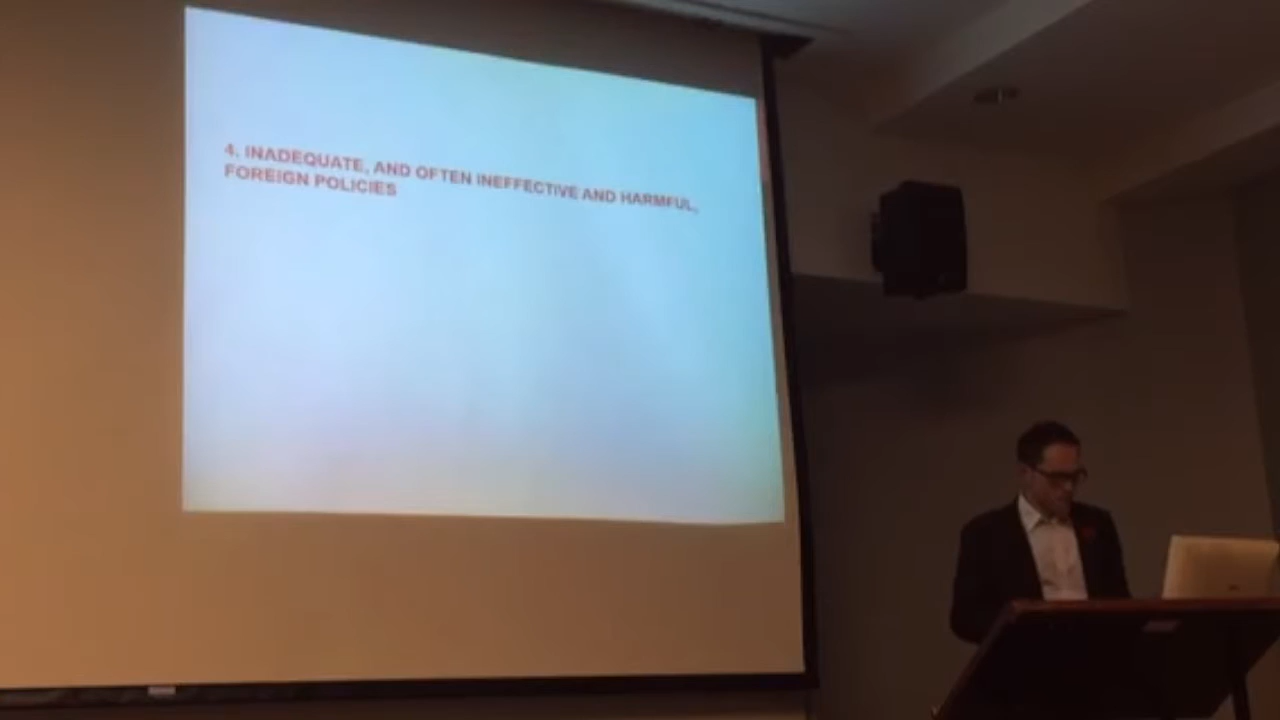 4. INADEQUATE, AND OFTEN INEFFECTIVE AND HARMFUL,
FOREIGN POLICIES